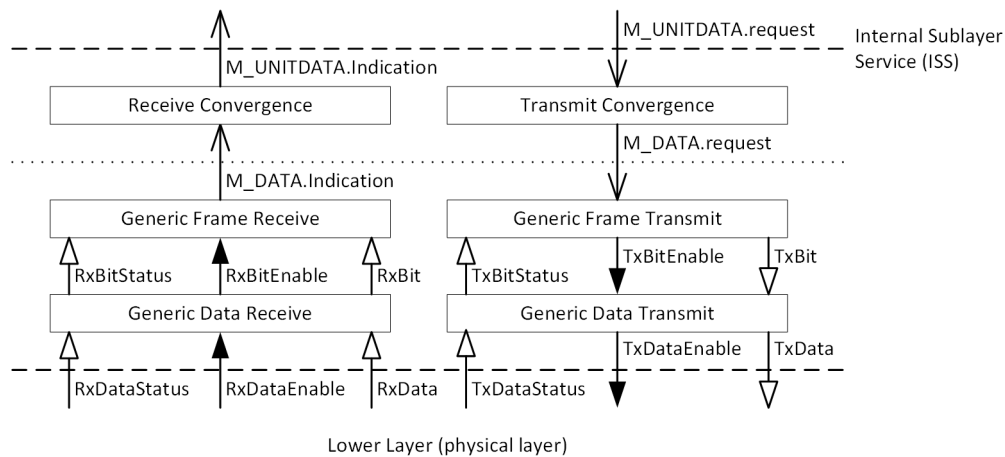 M_UNITDATA.request
Internal Sublayer
Service (ISS)
M_UNITDATA.Indication
Receive Convergence
Transmit Convergence
M_DATA.request
M_DATA.Indication
Generic Frame Receive
Generic Frame Transmit
RxBitStatus
RxBitEnable
RxBit
TxBitStatus
TxBitEnable
TxBit
Generic Data Receive
Generic Data Transmit
RxDataStatus
RxDataEnable
RxData
TxDataStatus
TxDataEnable
TxData
Lower Layer (physical layer)